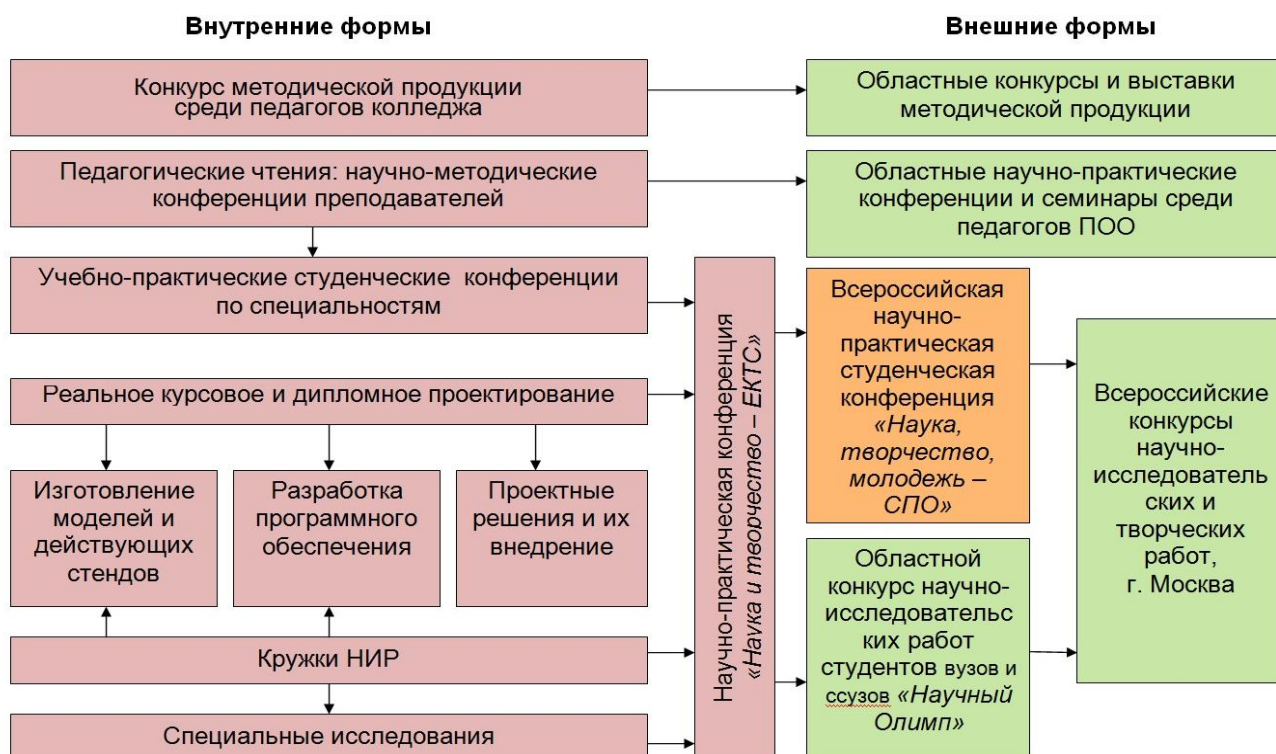 Внутренние формы
Внешние формы
Конкурс методической продукции
среди педагогов колледжа
Областные конкурсы и выставки
методической продукции
Педагогические чтения: научно-методические
конференции преподавателей
Областные научно-практические
конференции и семинары среди
педагогов ПОО
Учебно-практические студенческие конференции
по специальностям
Реальное курсовое и дипломное проектирование
Изготовление
моделей и
действующих
стендов
Разработка
программного
обеспечения
Проектные
решения и их
внедрение
Кружки НИР
Специальные исследования
Научно-практическая конференция
«Наука и творчество – ЕКТС»
Всероссийская
научно-
практическая
студенческая
конференция
«Наука,
творчество,
молодежь –
СПО»
Областной
конкурс научно-
исследовательс
ких работ
студентов вузов и
ссузов «Научный
Олимп»
Всероссийские
конкурсы
научно-
исследователь
ских и
творческих
работ,
г. Москва